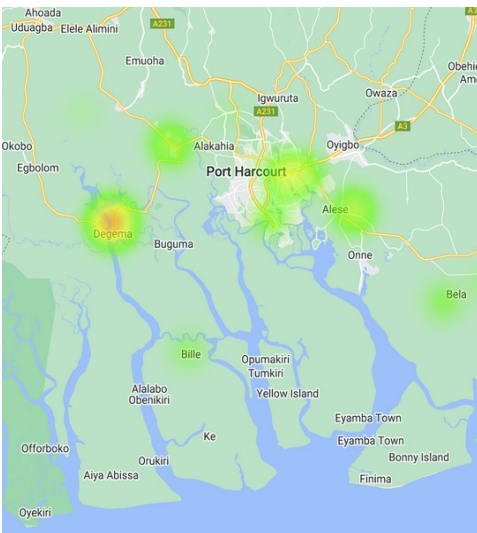 Ahoada
A231
A3
Uduagba
Elele Alimini
Emuoha
Obehie
Am
Igwuruta
Owaza
A231
A3
Okobo
Alakahia
Oyigbo
Egbolom
Port Harcourt
Alese
Degema
Buguma
Onne
Bela
Bille
Opumakiri
Tumkiri
Alalabo
Obenikiri
Yellow Island
Eyamba Town
Ke
Eyamba Town
Offorboko
Orukiri
Bonny Island
Aiya Abissa
Finima
Oyekiri